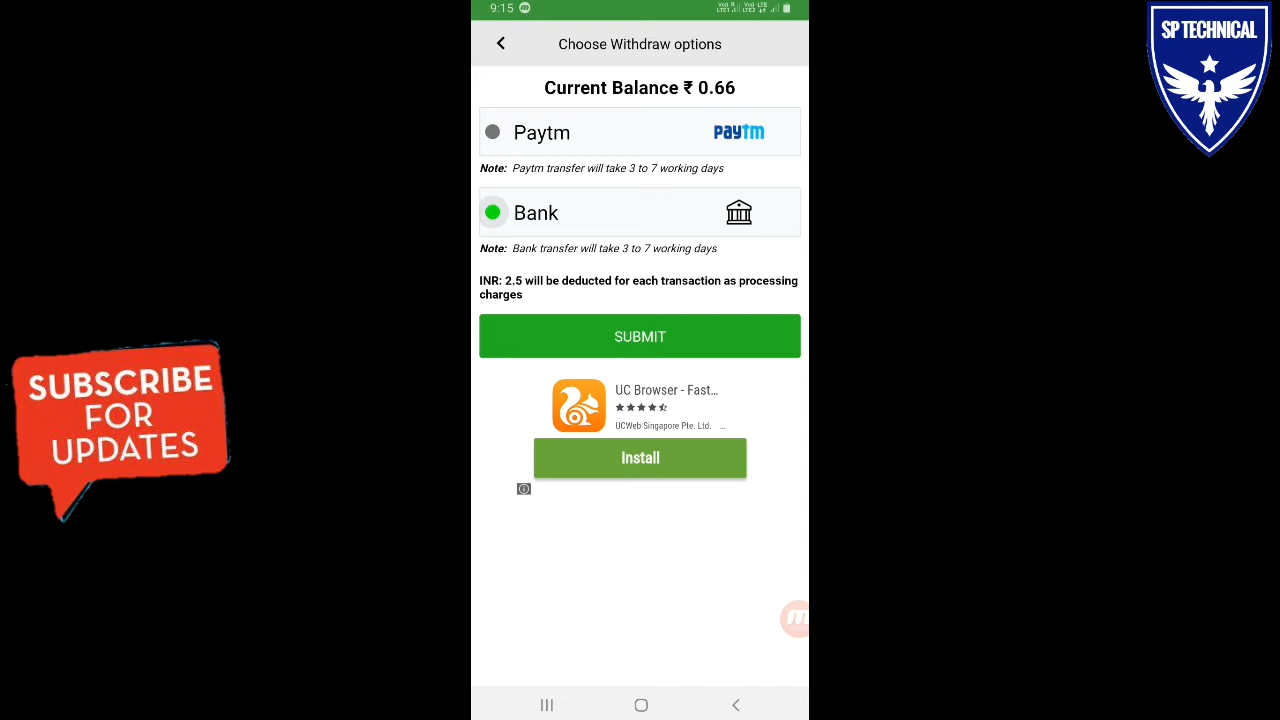 9:15
Choose Withdraw options
Current Balance ₹ 0.66
Paytm
paytm
Note: Paytm transfer will take 3 to 7 working days
Bank
Note: Bank transfer will take 3 to 7 working days
INR: 2.5 will be deducted for each transaction as processing
charges
SUBMIT
UC Browser - Fast...
UCWeb Singapore Pte. Ltd. ...
Install
SUBSCRIBE
FOR
UPDATES
SP TECHNICAL